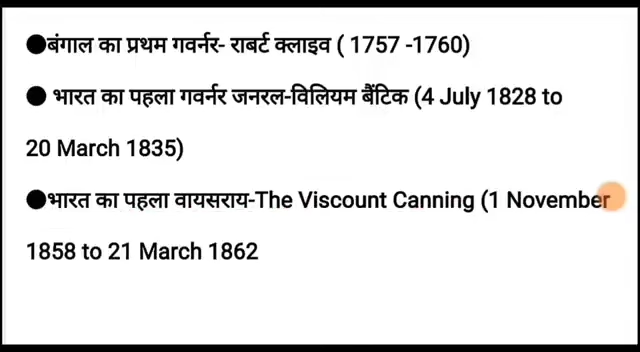 ●बंगाल का प्रथम गवर्नर- राबर्ट क्लाइव ( 1757 -1760)
● भारत का पहला गवर्नर जनरल-विलियम बैंटिक (4 July 1828 to
20 March 1835)
●भारत का पहला वायसराय-The Viscount Canning (1 November
1858 to 21 March 1862